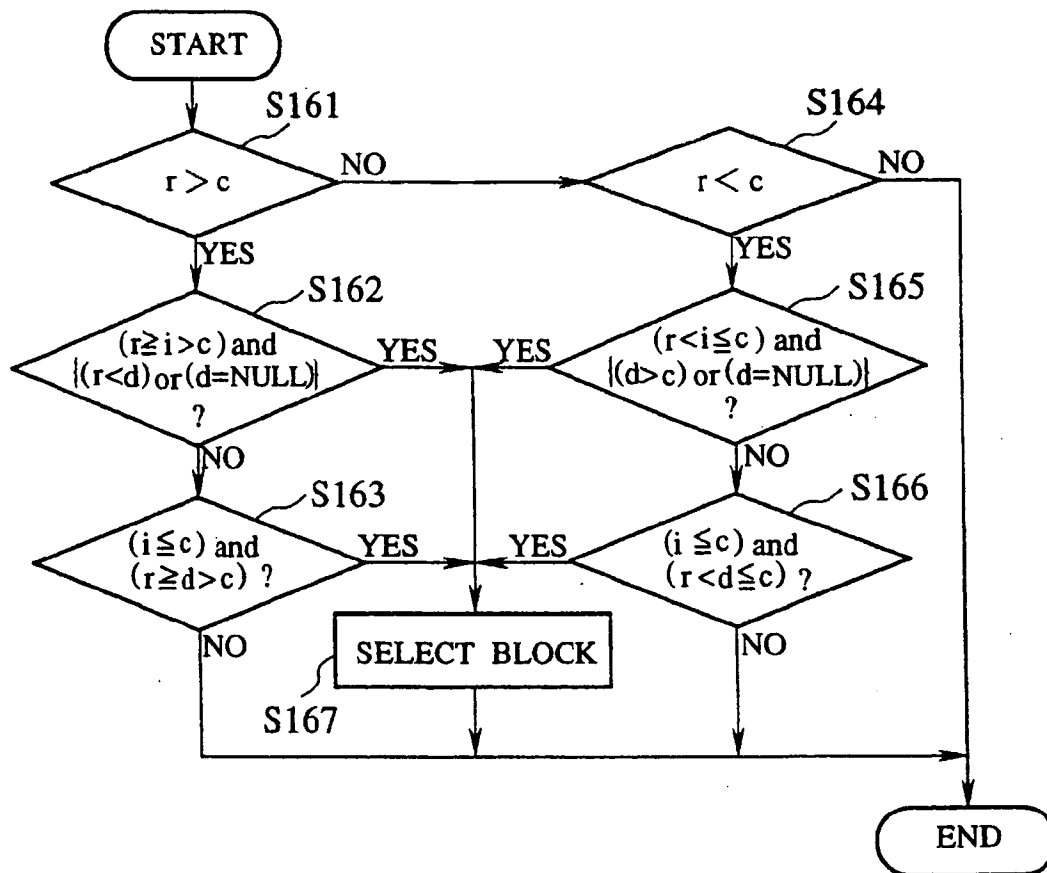 START
S161
r > c
NO
YES
S164
r < c
NO
YES
S162
(r≧i>c) and
{(r<d) or (d=NULL)}
?
YES
NO
S165
(r<i≦c) and
{(d>c) or (d=NULL)}
?
YES
NO
S163
(i≦c) and
(r≧d>c) ?
YES
NO
S166
(i≦c) and
(r<d≦c) ?
YES
NO
SELECT BLOCK
S167
END